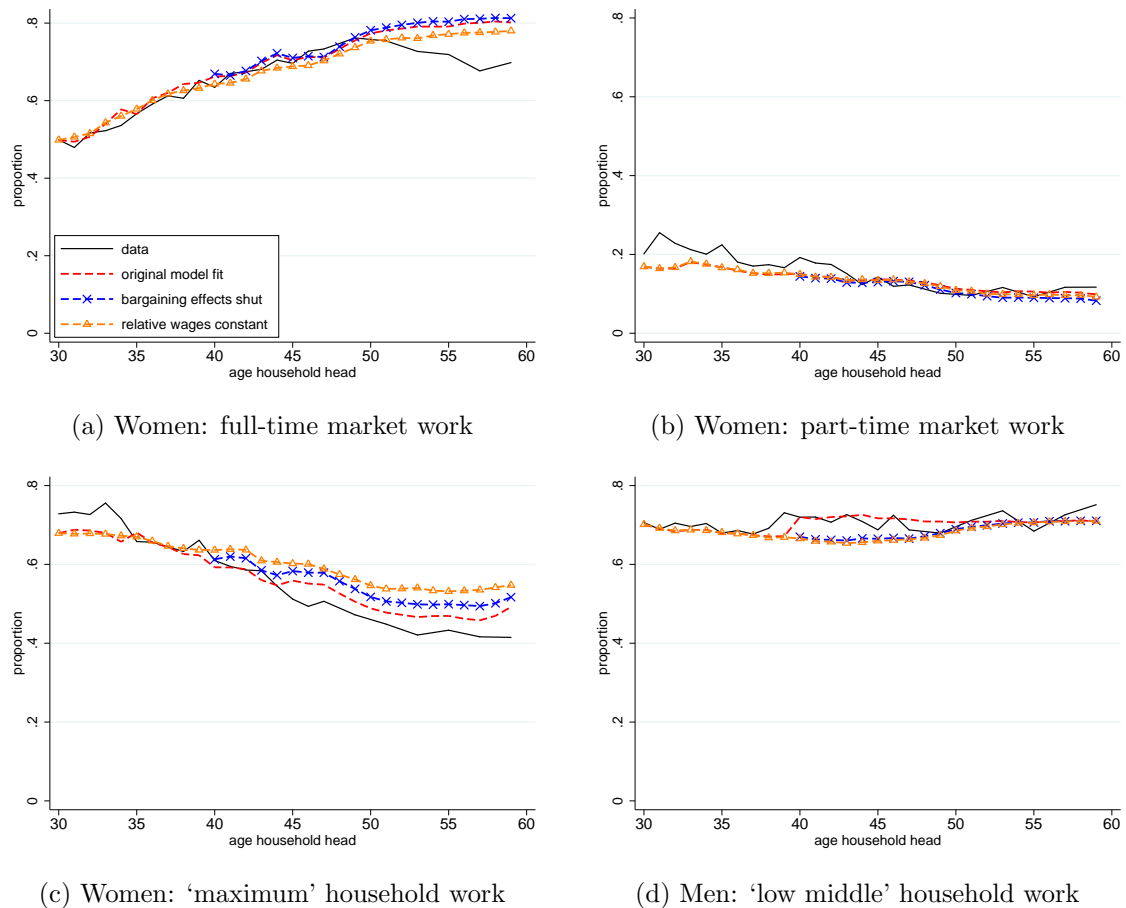 .8
.6
.4
.2
0
proportion
data
original model fit
bargaining effects shut
relative wages constant
30 35 40 45 50 55 60
age household head
(a) Women: full-time market work
.8
.6
.4
.2
0
proportion
30 35 40 45 50 55 60
age household head
(b) Women: part-time market work
.8
.6
.4
.2
0
proportion
30 35 40 45 50 55 60
age household head
(c) Women: ‘maximum’ household work
.8
.6
.4
.2
0
proportion
30 35 40 45 50 55 60
age household head
(d) Men: ‘low middle’ household work